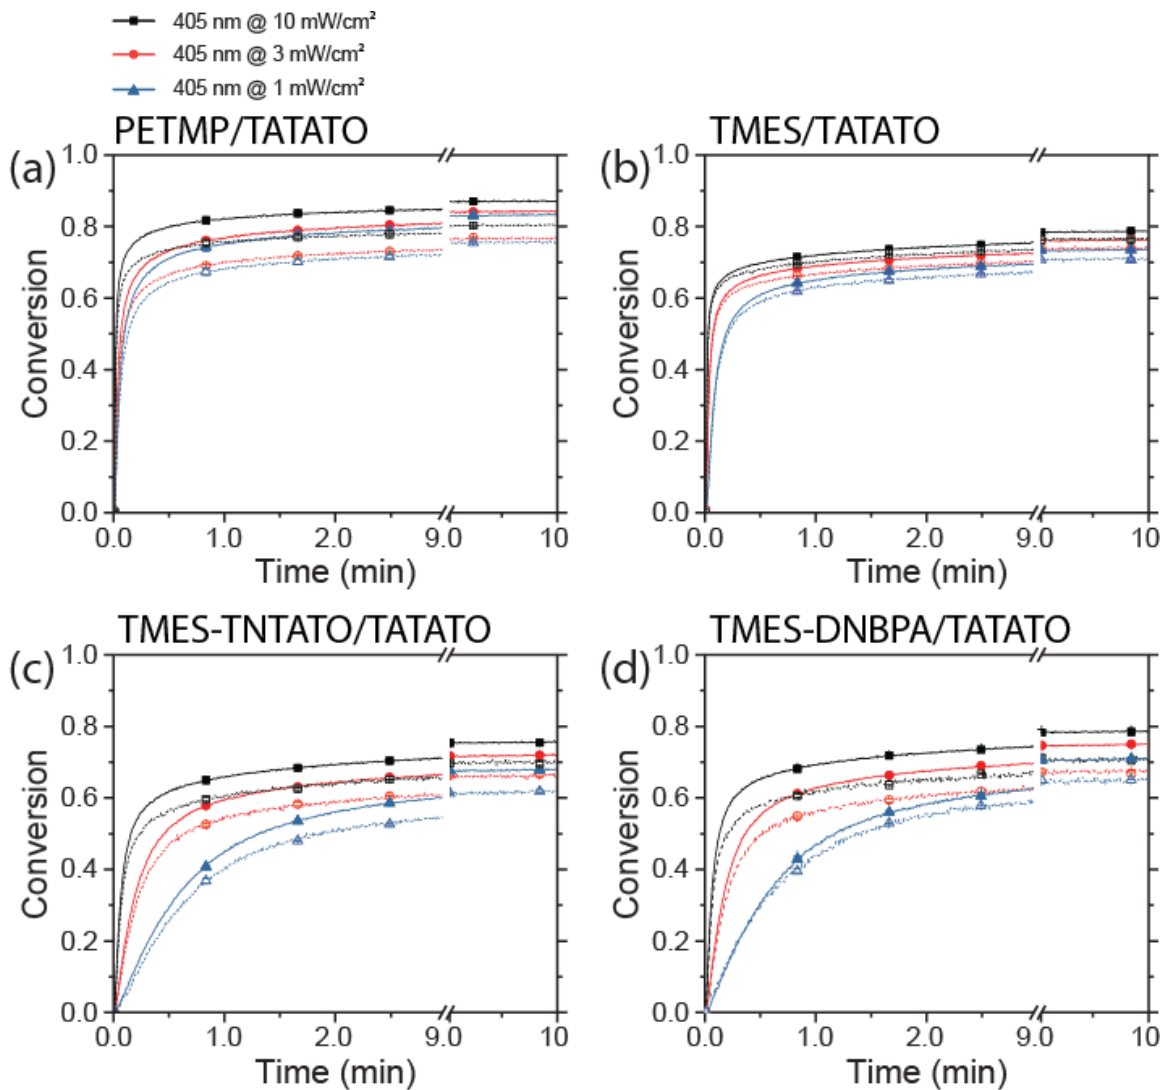 405 nm @ 10 mW/cm²
405 nm @ 3 mW/cm²
405 nm @ 1 mW/cm²
PETMP/TATATO
TMES/TATATO
(a)
1.0
0.8
0.6
0.4
0.2
0.0
Conversion
0.0
1.0
2.0
9.0
10
Time (min)
(b)
1.0
0.8
0.6
0.4
0.2
0.0
Conversion
0.0
1.0
2.0
9.0
10
Time (min)
TMES-TNTATO/TATATO
TMES-DNBPA/TATATO
(c)
1.0
0.8
0.6
0.4
0.2
0.0
Conversion
0.0
1.0
2.0
9.0
10
Time (min)
(d)
1.0
0.8
0.6
0.4
0.2
0.0
Conversion
0.0
1.0
2.0
9.0
10
Time (min)